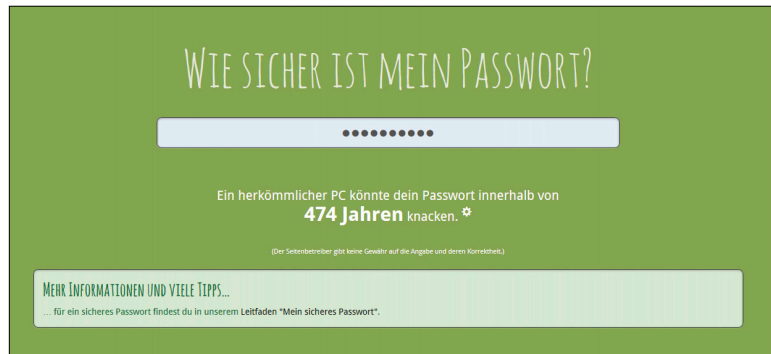 Wie sicher ist mein Passwort?
●●●●●●●●●●
Ein herkömmlicher PC könnte dein Passwort innerhalb von
474 Jahren knacken.
(Der Seitenbetreiber gibt keine Gewähr auf die Angabe und deren Korrektheit.)
Mehr Informationen und viele Tipps...
... für ein sicheres Passwort findest du in unserem Leitfaden "Mein sicheres Passwort".